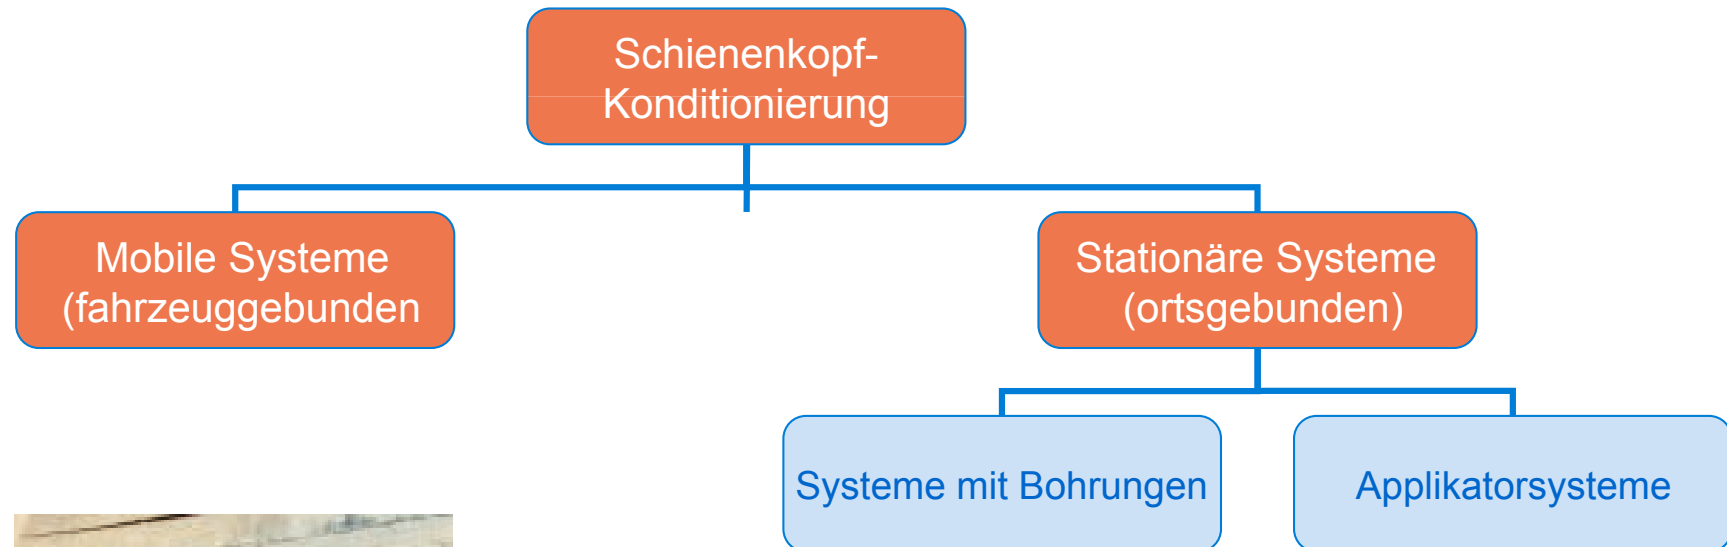 Schienenkopf-
Konditionierung
Mobile Systeme
(fahrzeuggebunden
Stationäre Systeme
(ortsgebunden)
Systeme mit Bohrungen
Applikatorsysteme